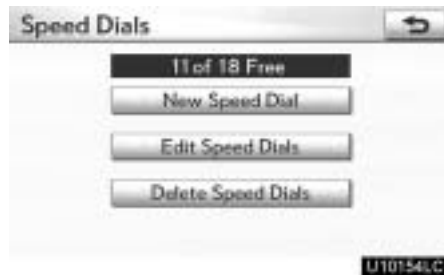 Speed Dials
11 of 18 Free
New Speed Dial
Edit Speed Dials
Delete Speed Dials
U10154LC